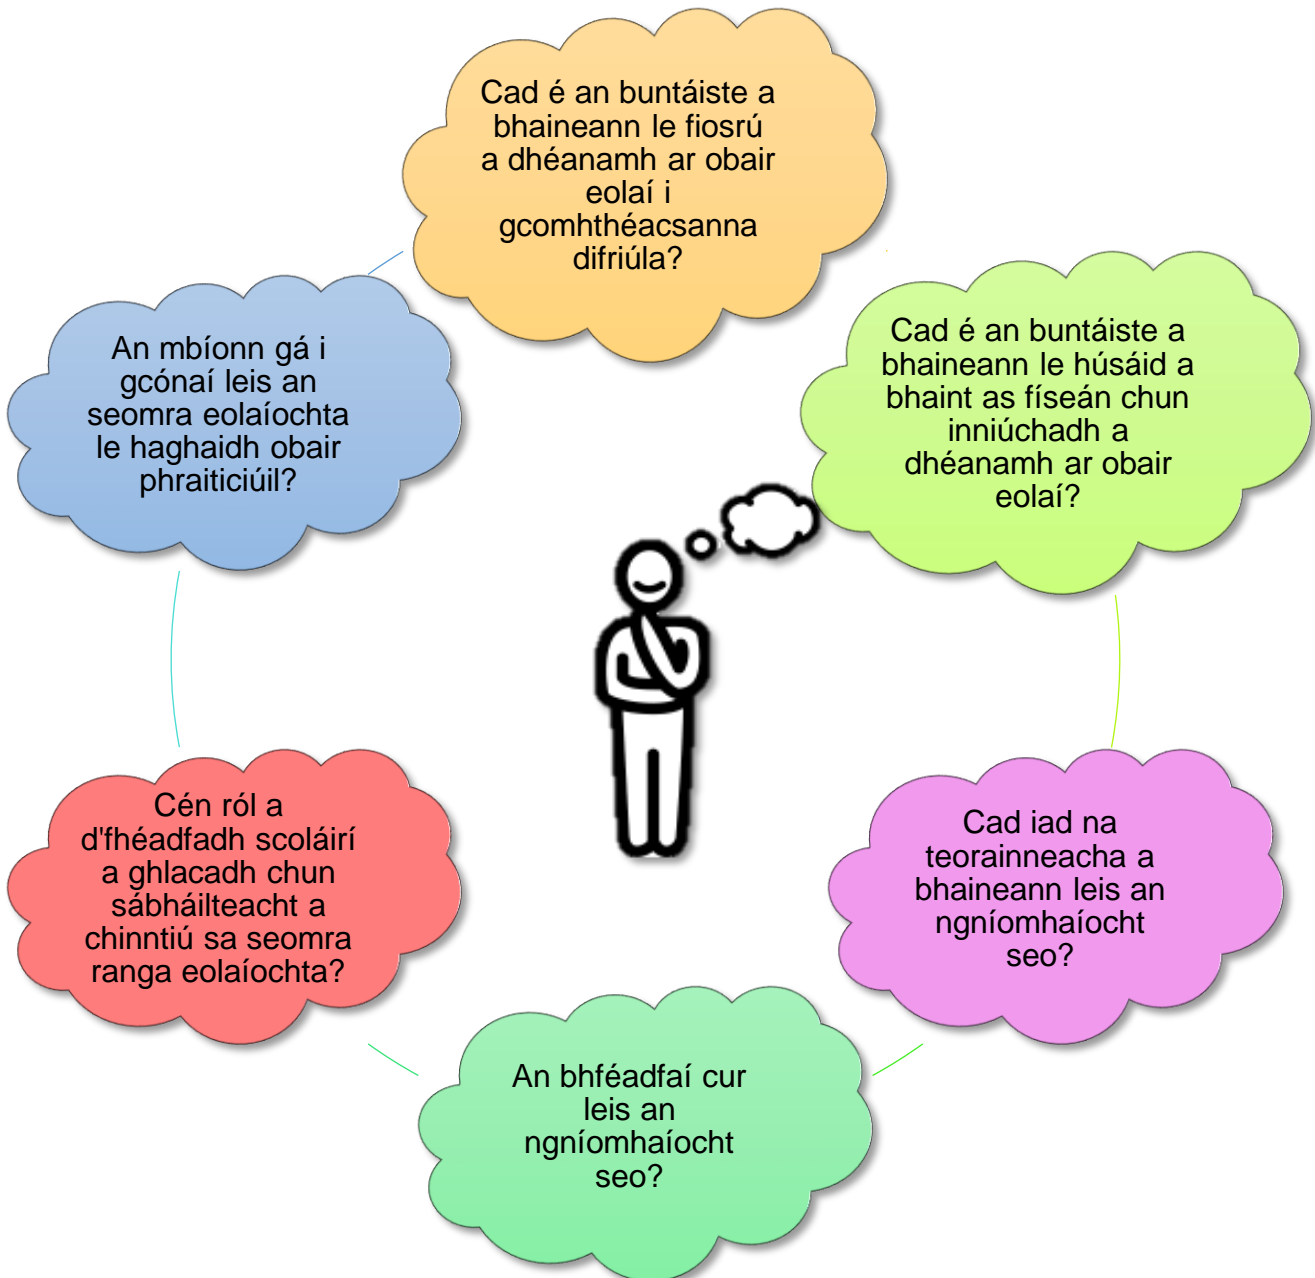 Cad é an buntáiste a
bhaineann le fiosrú
a dhéanamh ar obair
eolaí i
gcomhthéacsanna
difriúla?
Cad é an buntáiste a
bhaineann le húsáid a
bhaint as físeán chun
inniúchadh a
dhéanamh ar obair
eolaí?
Cad iad na
teorainneacha a
bhaineann leis an
ngníomhaíocht
seo?
An bhféadfaí cur
leis an
ngníomhaíocht
seo?
Cén ról a
d'fhéadfadh scoláirí
a ghlacadh chun
sábháilteacht a
chinntiú sa seomra
ranga eolaíochta?
An mbíonn gá i
gcónaí leis an
seomra eolaíochta
le haghaidh obair
phraiticiúil?